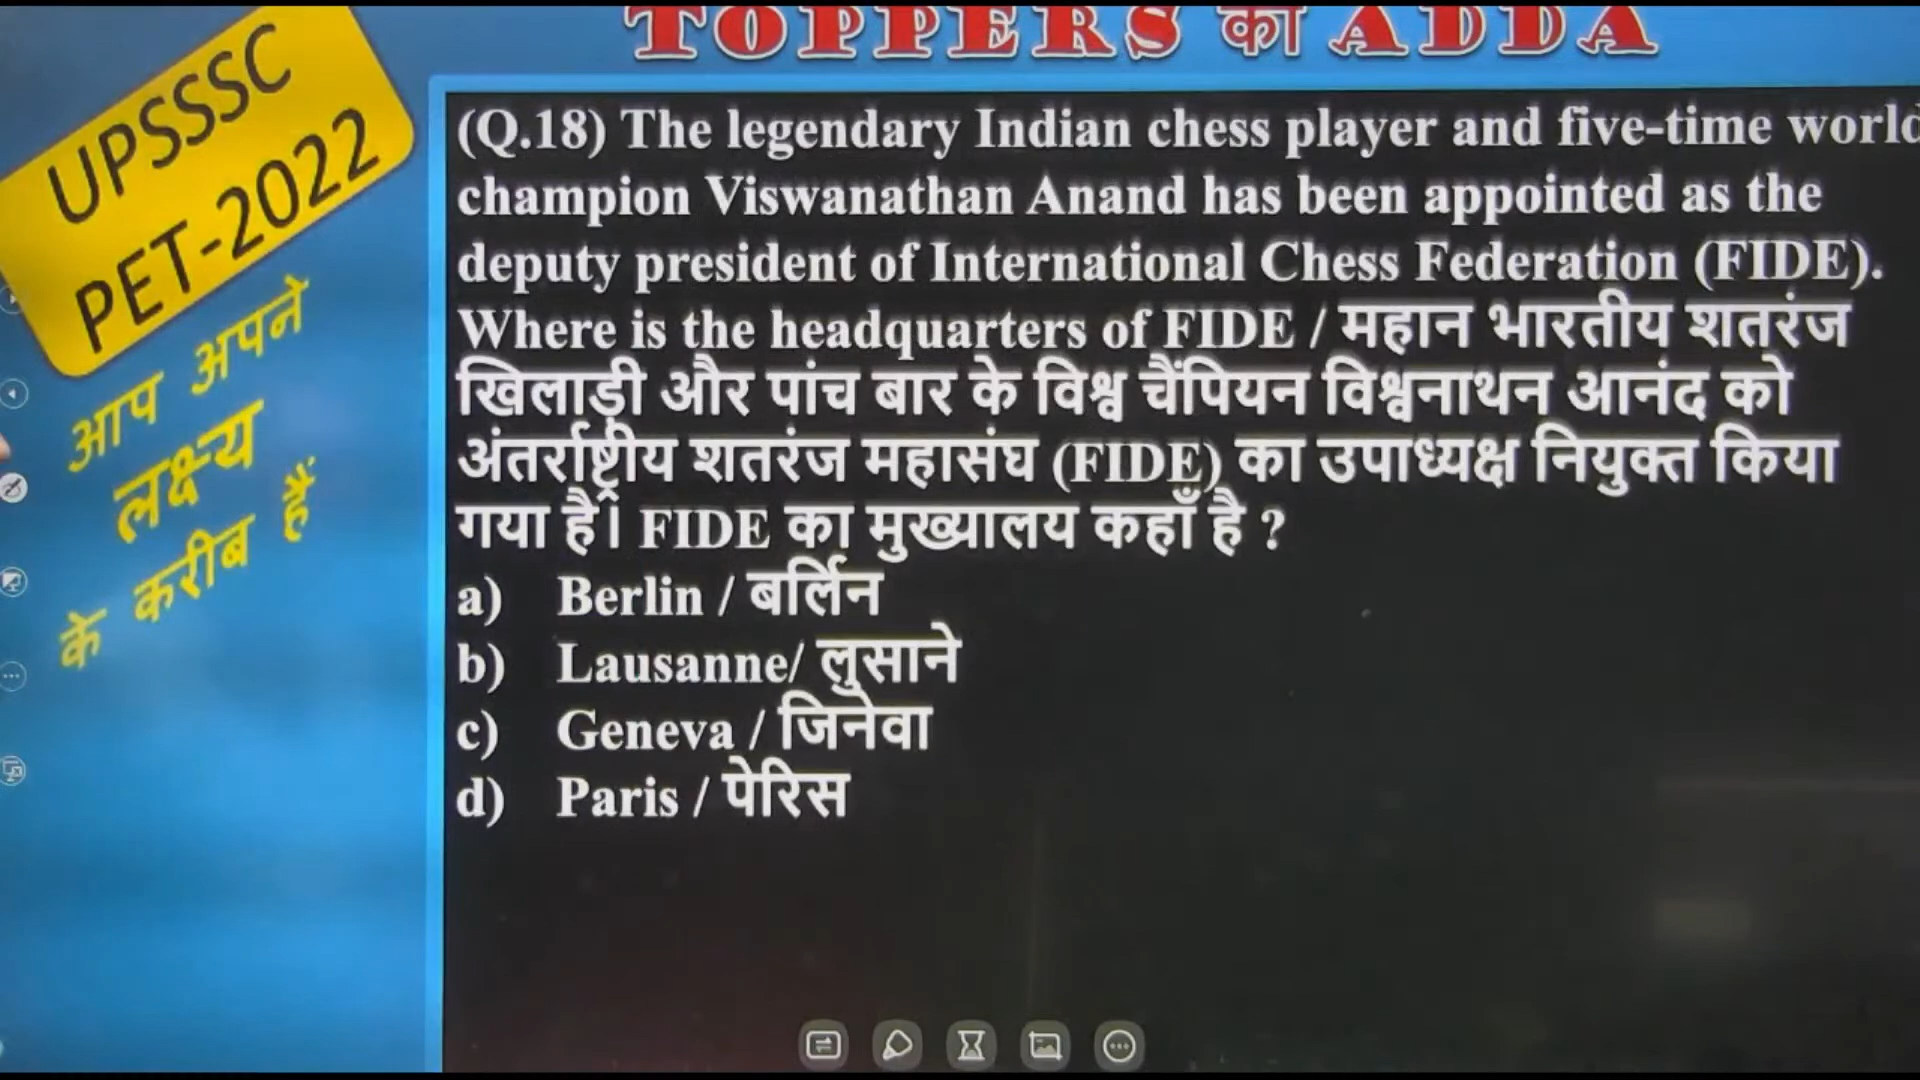 TOPPERS का ADDA
UPSSSC
PET-2022
आप अपने
लक्ष्य
के करीब हैं
(Q.18) The legendary Indian chess player and five-time world
champion Viswanathan Anand has been appointed as the
deputy president of International Chess Federation (FIDE).
Where is the headquarters of FIDE / महान भारतीय शतरंज
खिलाड़ी और पांच बार के विश्व चैंपियन विश्वनाथन आनंद को
अंतर्राष्ट्रीय शतरंज महासंघ (FIDE) का उपाध्यक्ष नियुक्त किया
गया है। FIDE का मुख्यालय कहाँ है ?
a) Berlin / बर्लिन
b) Lausanne/ लुसाने
c) Geneva / जिनेवा
d) Paris / पेरिस